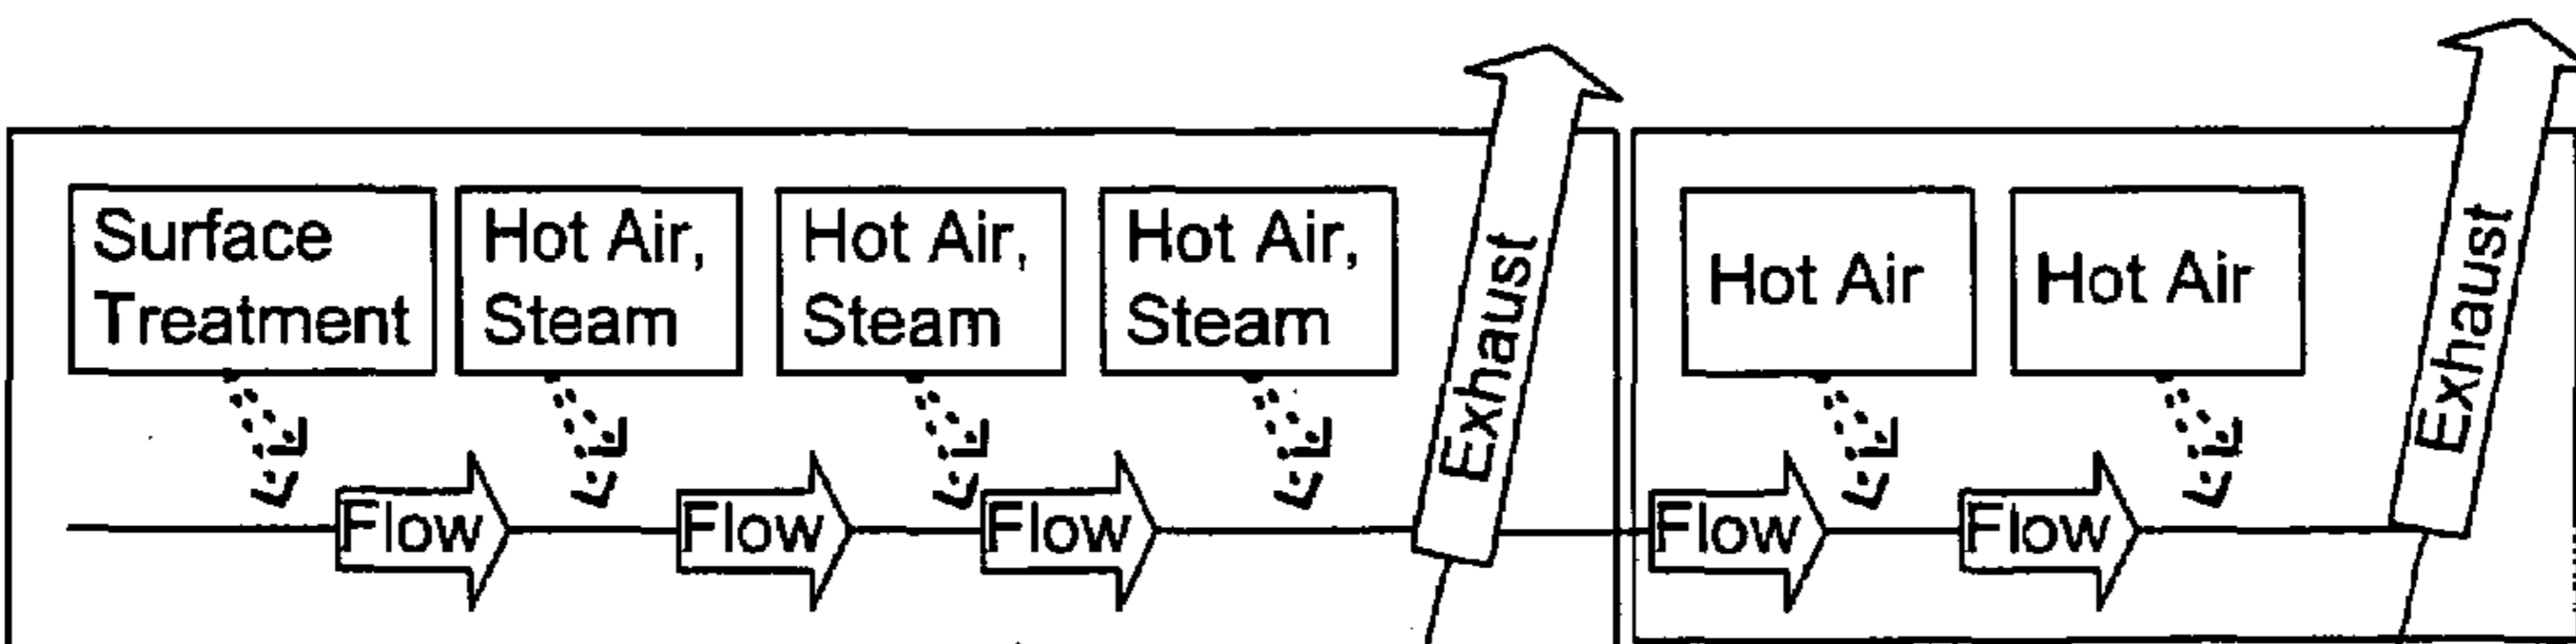 Surface
Treatment
Hot Air,
Steam
Hot Air,
Steam
Hot Air,
Steam
Exhaust
Hot Air
Hot Air
Exhaust
Flow
Flow
Flow
Flow
Flow